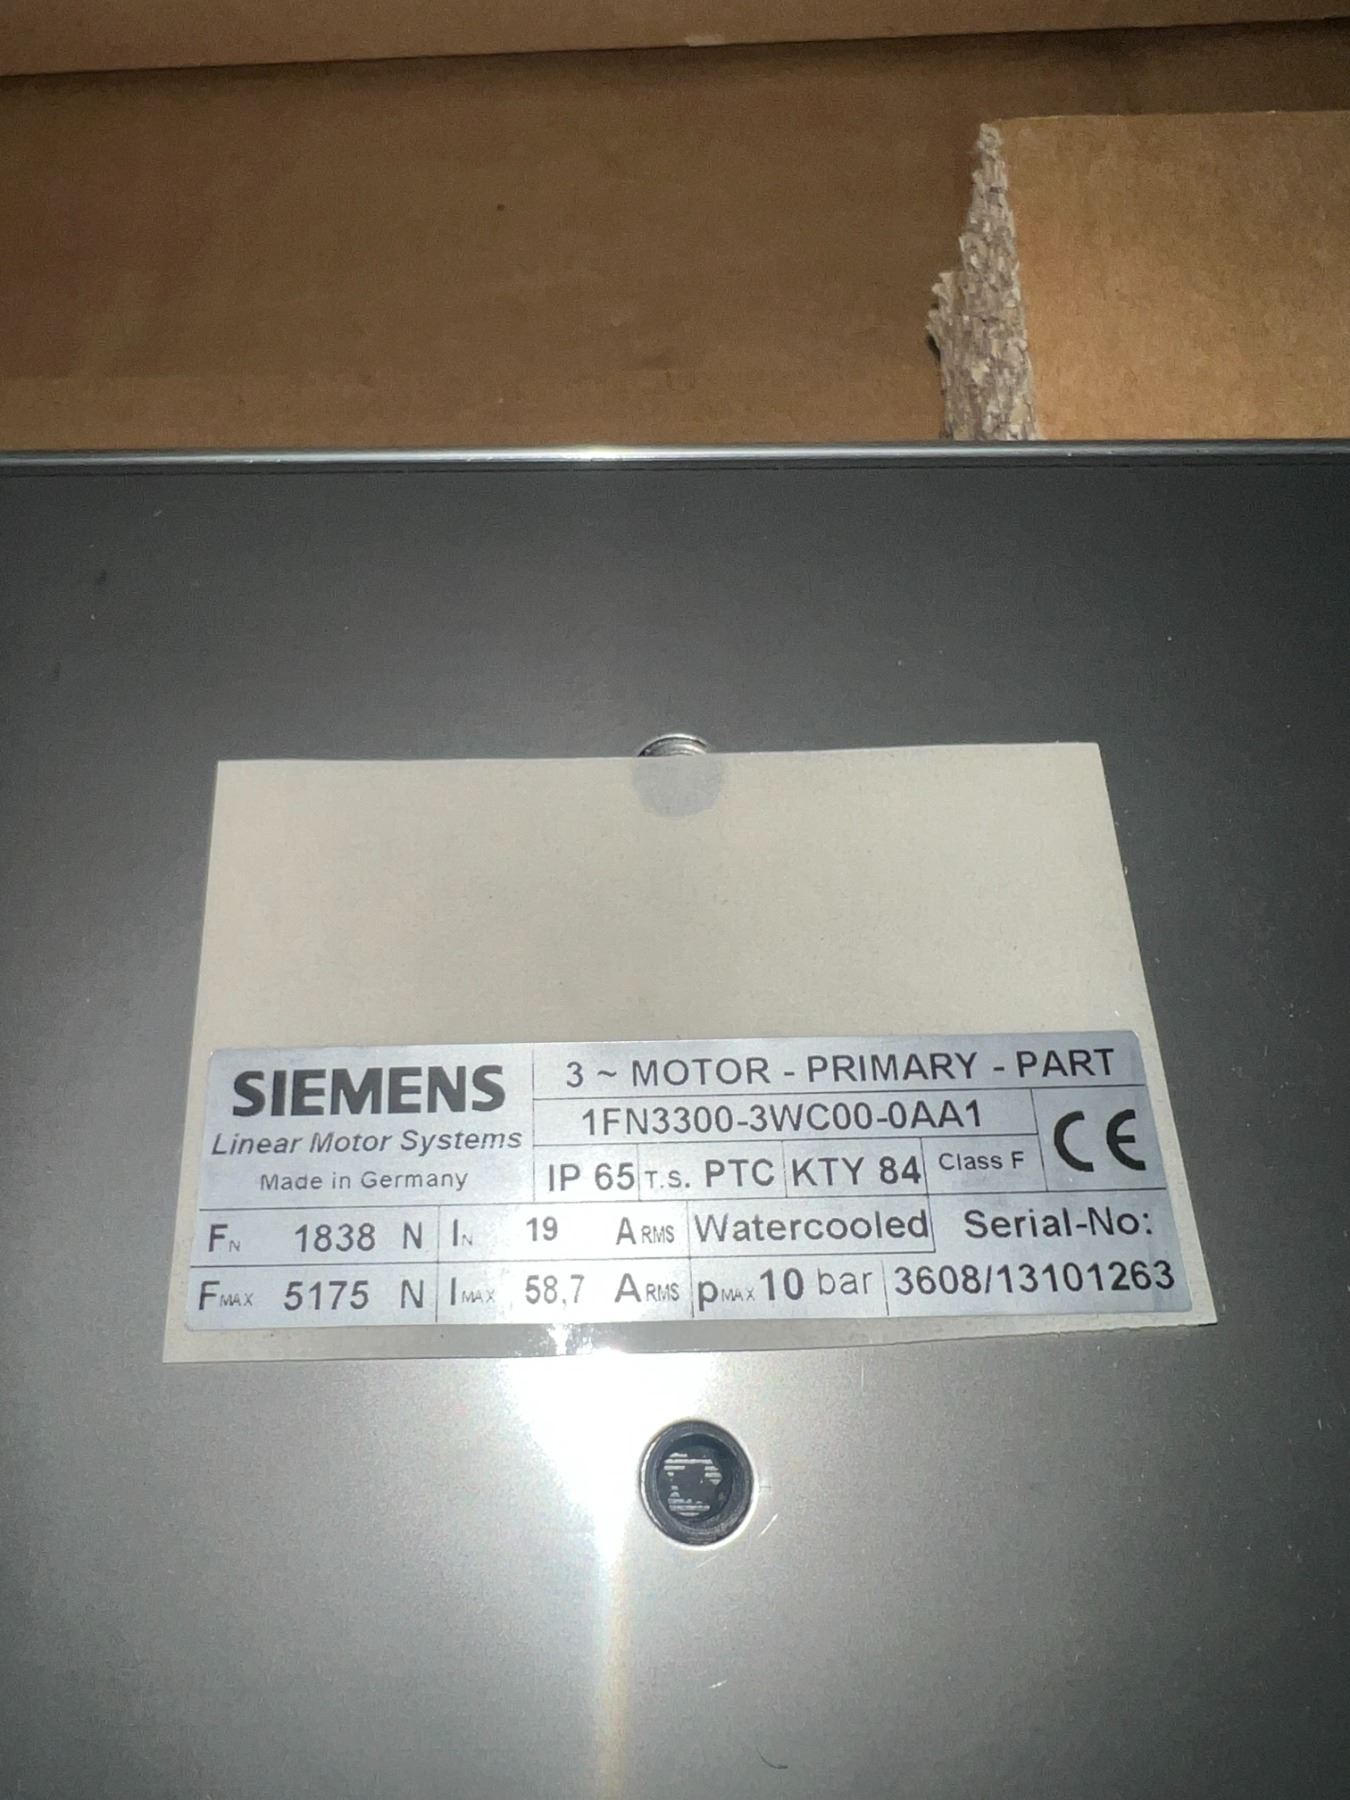 SIEMENS
Linear Motor Systems
Made in Germany
3 ~ MOTOR - PRIMARY - PART
1FN3300-3WC00-0AA1
CE
IP 65 T.S. PTC KTY 84 Class F
FN 1838 N IN 19 ARMS Watercooled Serial-No:
FMAX 5175 N IMAX 58,7 ARMS pMAX 10 bar 3608/13101263